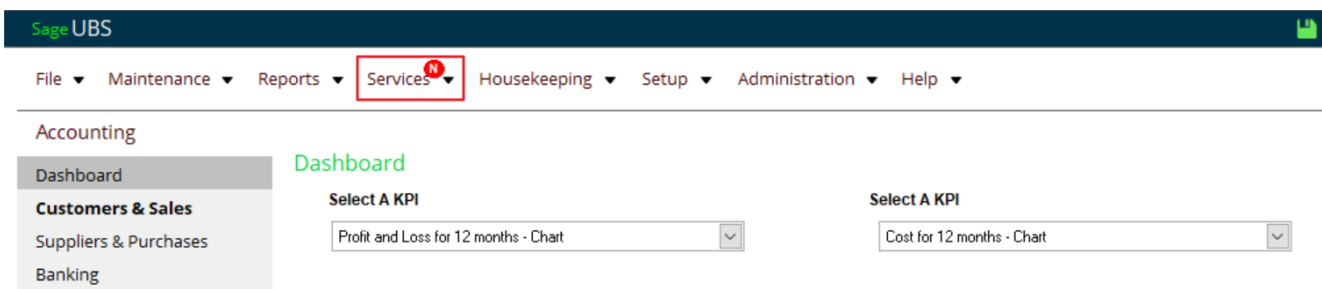 Sage UBS
File Maintenance Reports Services N Housekeeping Setup Administration Help
Accounting
Dashboard
Customers & Sales
Suppliers & Purchases
Banking
Dashboard
Select A KPI Select A KPI
Profit and Loss for 12 months - Chart Cost for 12 months - Chart